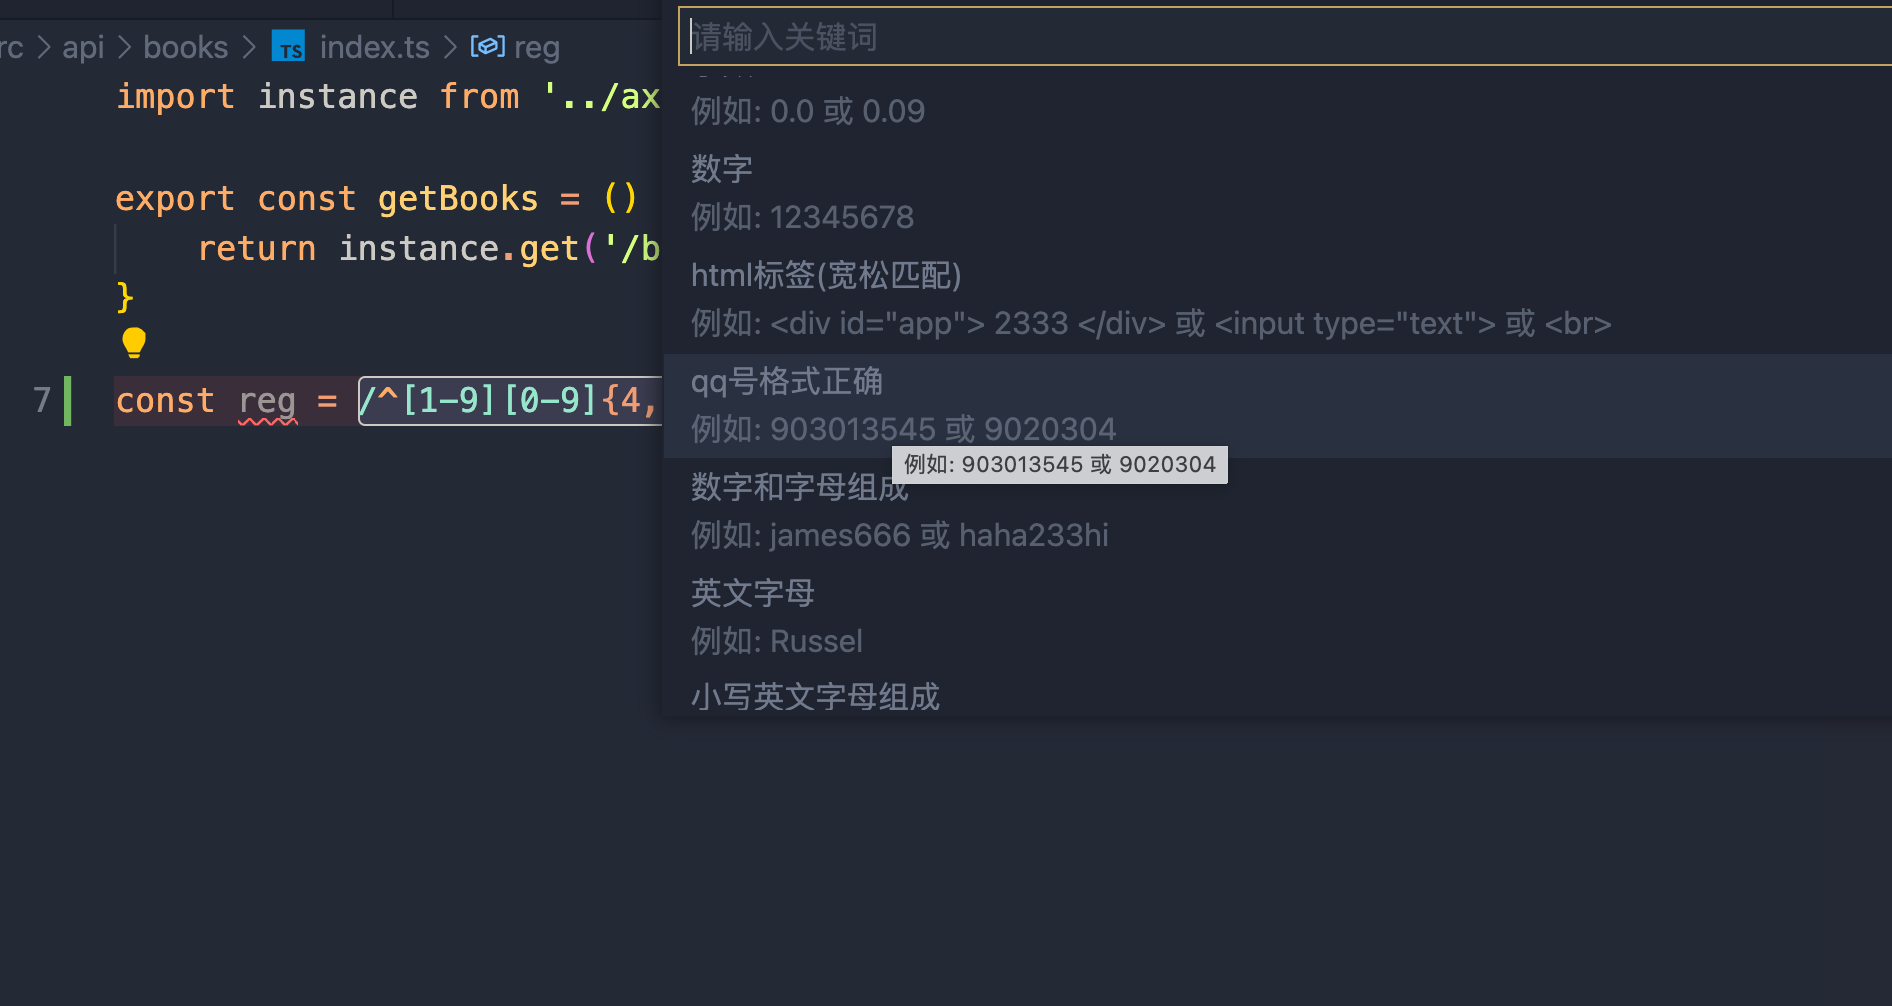 rc > api > books > TS index.ts > reg
import instance from '../ax
export const getBooks = ()
return instance.get('/b
}
7 const reg = /^[1-9][0-9]{4,
请输入关键词
例如: 0.0 或 0.09
数字
例如: 12345678
html标签(宽松匹配)
例如: <div id="app"> 2333 </div> 或 <input type="text"> 或 <br>
qq号格式正确
例如: 903013545 或 9020304
例如: 903013545 或 9020304
数字和字母组成
例如: james666 或 haha233hi
英文字母
例如: Russel
小写英文字母组成